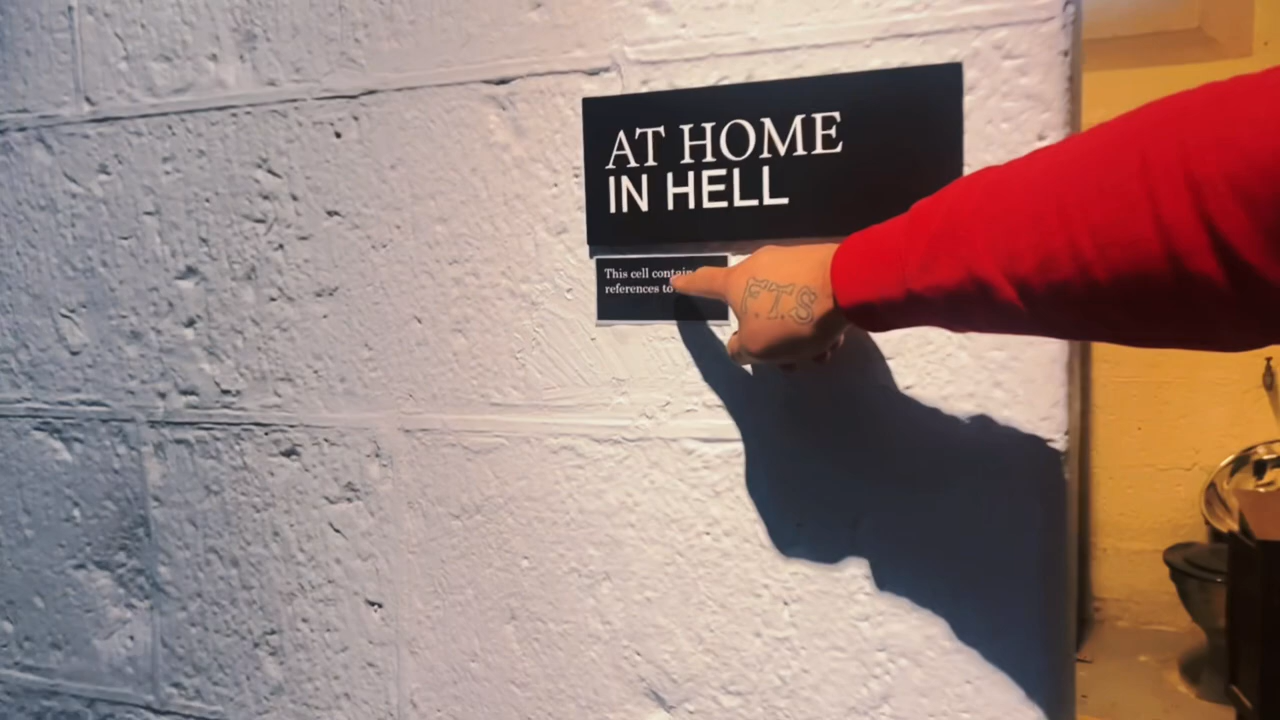 AT HOME
IN HELL
This cell contain
references to
F.T.S